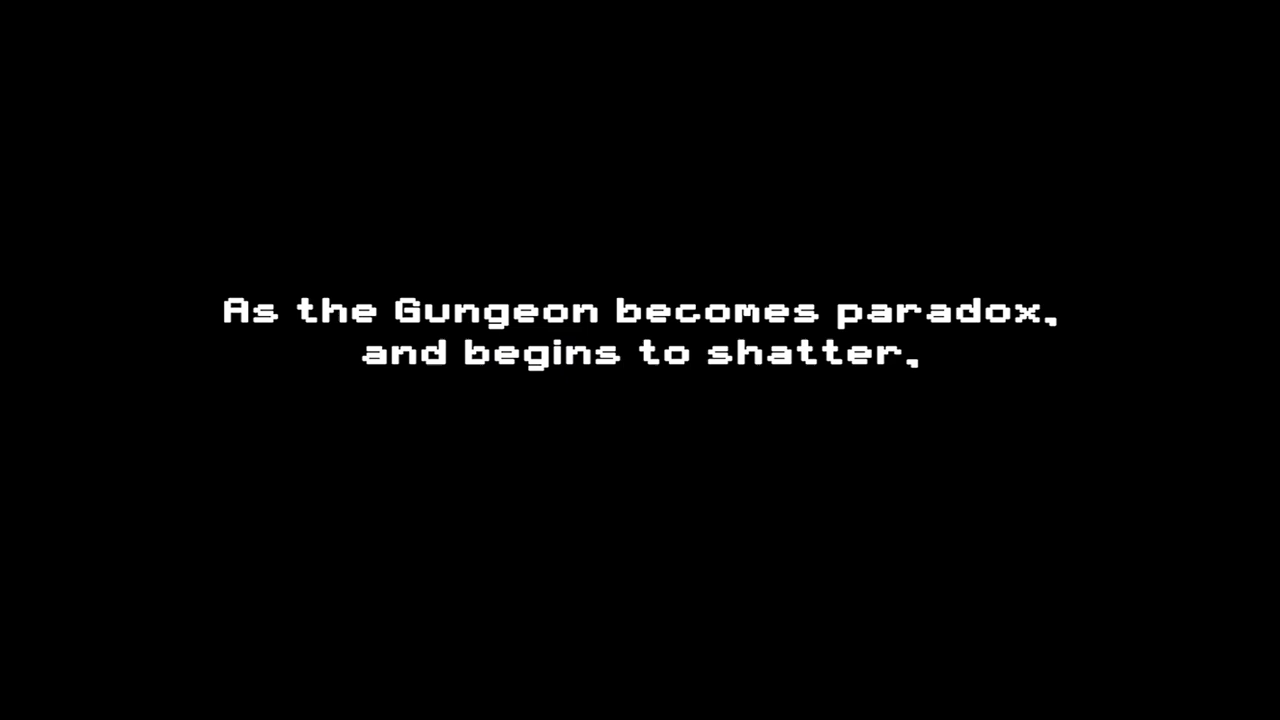 As the Gungeon becomes paradox,
and begins to shatter,